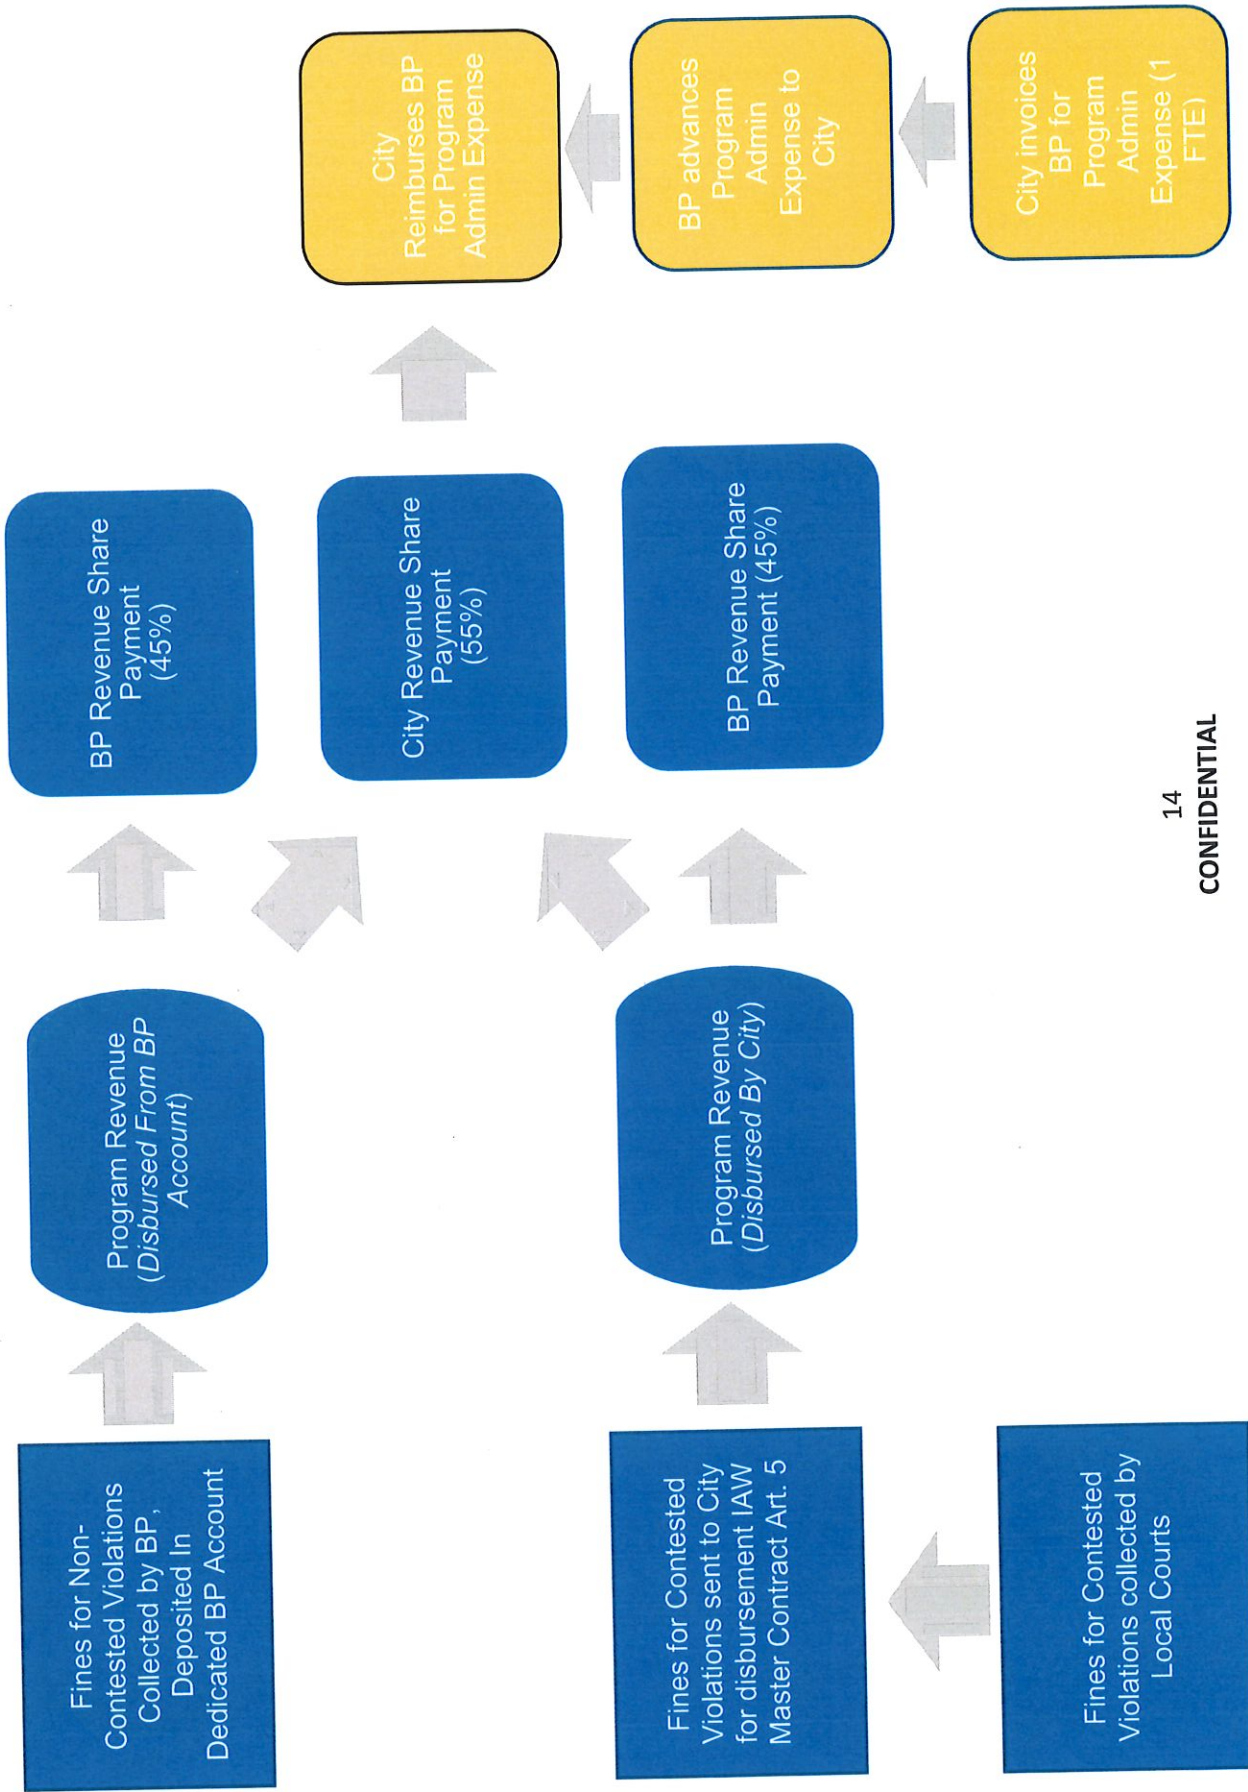 Fines for Non-
Contested Violations
Collected by BP,
Deposited In
Dedicated BP Account
Program Revenue
(Disbursed From BP
Account)
BP Revenue Share
Payment
(45%)
City Revenue Share
Payment
(55%)
City
Reimburses BP
for Program
Admin Expense
Fines for Contested
Violations sent to City
for disbursement IAW
Master Contract Art. 5
Program Revenue
(Disbursed By City)
BP Revenue Share
Payment (45%)
BP advances
Program
Admin
Expense to
City
Fines for Contested
Violations collected by
Local Courts
City invoices
BP for
Program
Admin
Expense (1
FTE)
14
CONFIDENTIAL